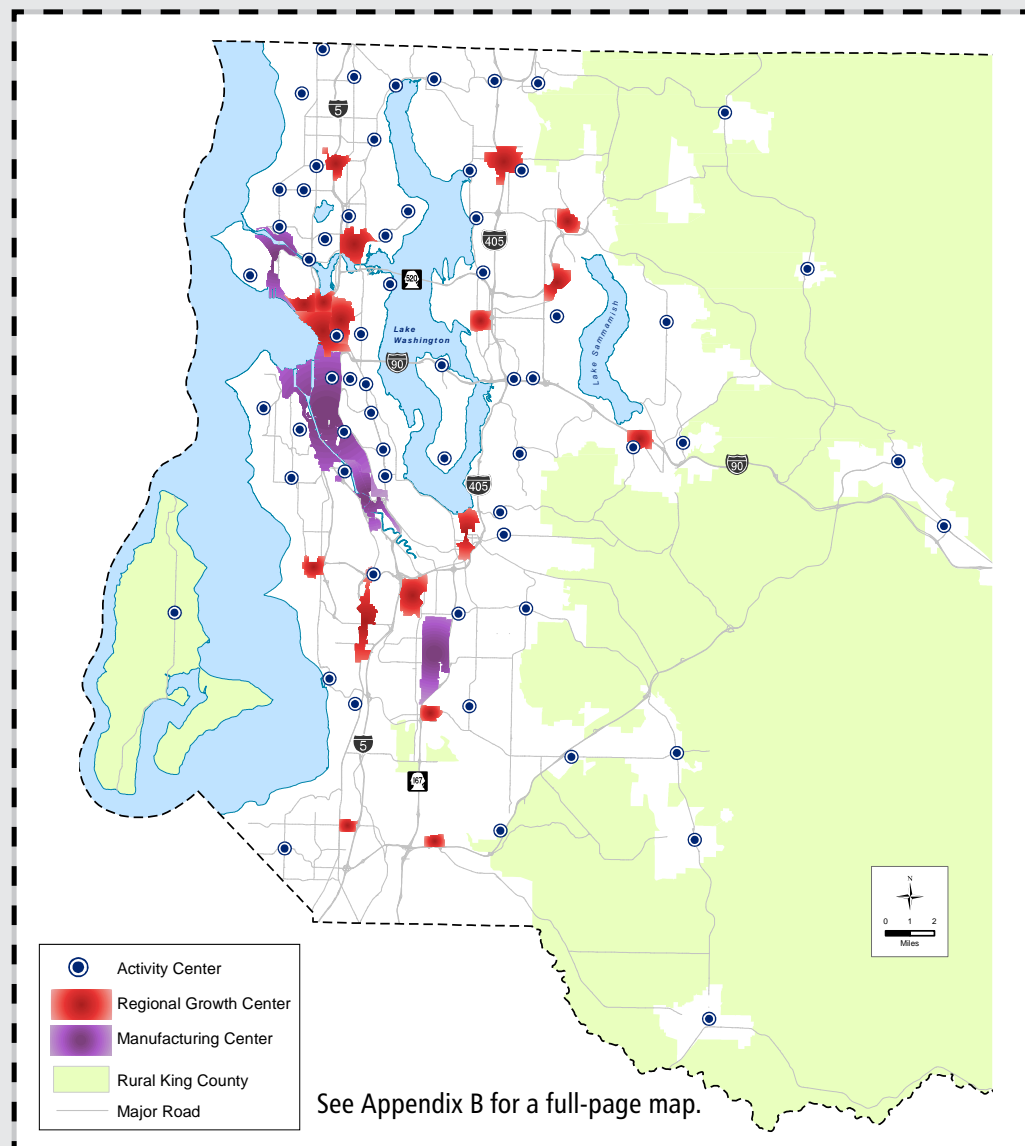 5
405
520
Lake
Washington
90
Lake Sammamish
90
405
5
167
N
0 1 2
Miles
Activity Center
Regional Growth Center
Manufacturing Center
Rural King County
Major Road
See Appendix B for a full-page map.